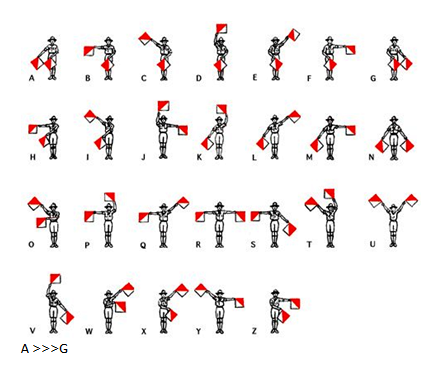 A B C D E F G
H I J K L M N
O P Q R S T U
V W X Y Z
A >>>G